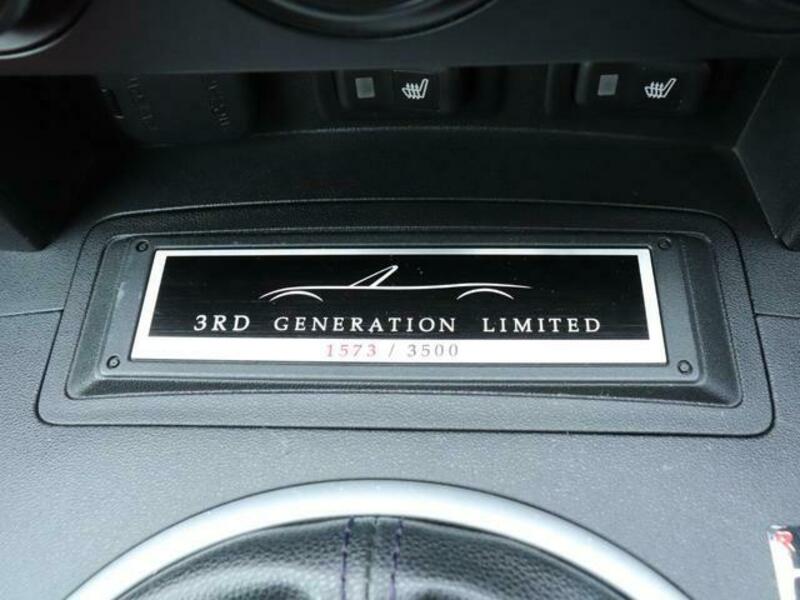 3RD GENERATION LIMITED
1573 / 3500
R